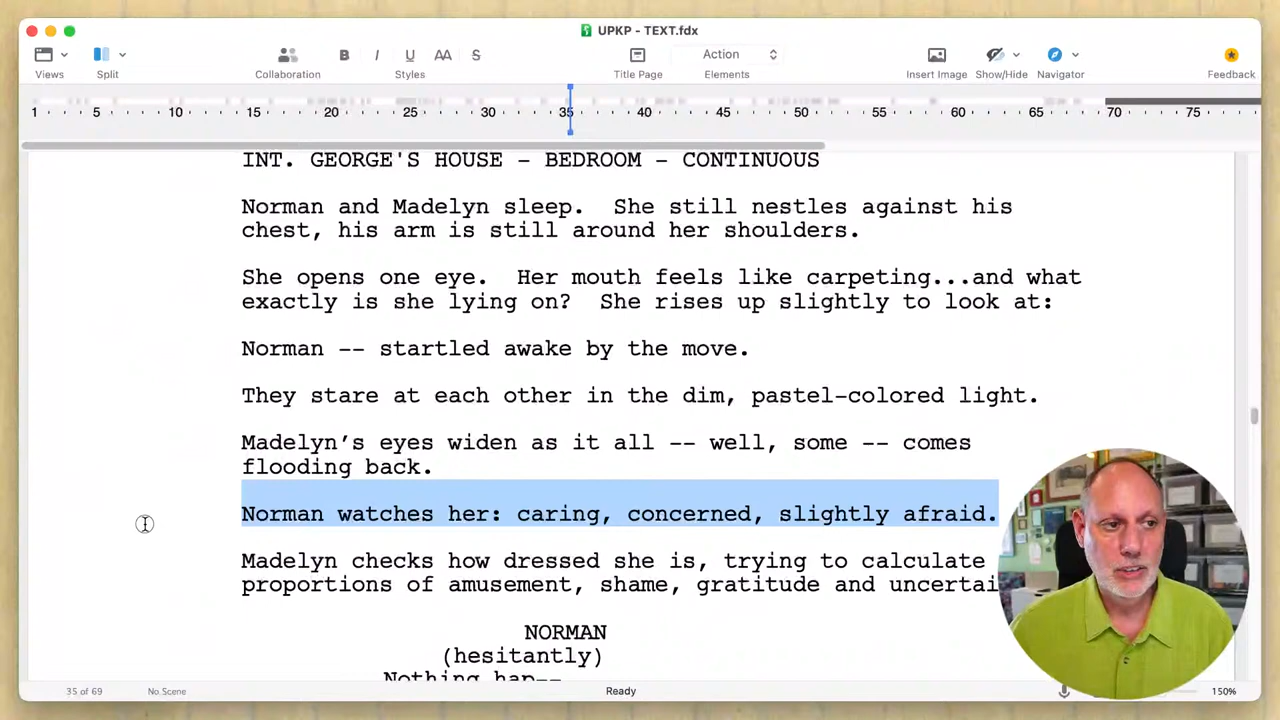 UPKP - TEXT.fdx
B I U AA S Action
Views Split Collaboration Styles Title Page Elements Insert Image Show/Hide Navigator Feedback
1 5 10 15 20 25 30 35 40 45 50 55 60 65 70 75
INT. GEORGE'S HOUSE - BEDROOM - CONTINUOUS
Norman and Madelyn sleep. She still nestles against his
chest, his arm is still around her shoulders.
She opens one eye. Her mouth feels like carpeting...and what
exactly is she lying on? She rises up slightly to look at:
Norman -- startled awake by the move.
They stare at each other in the dim, pastel-colored light.
Madelyn’s eyes widen as it all -- well, some -- comes
flooding back.
Norman watches her: caring, concerned, slightly afraid.
Madelyn checks how dressed she is, trying to calculate
proportions of amusement, shame, gratitude and uncertai
NORMAN
(hesitantly)
Nothing hap--
35 of 69 No Scene Ready 150%